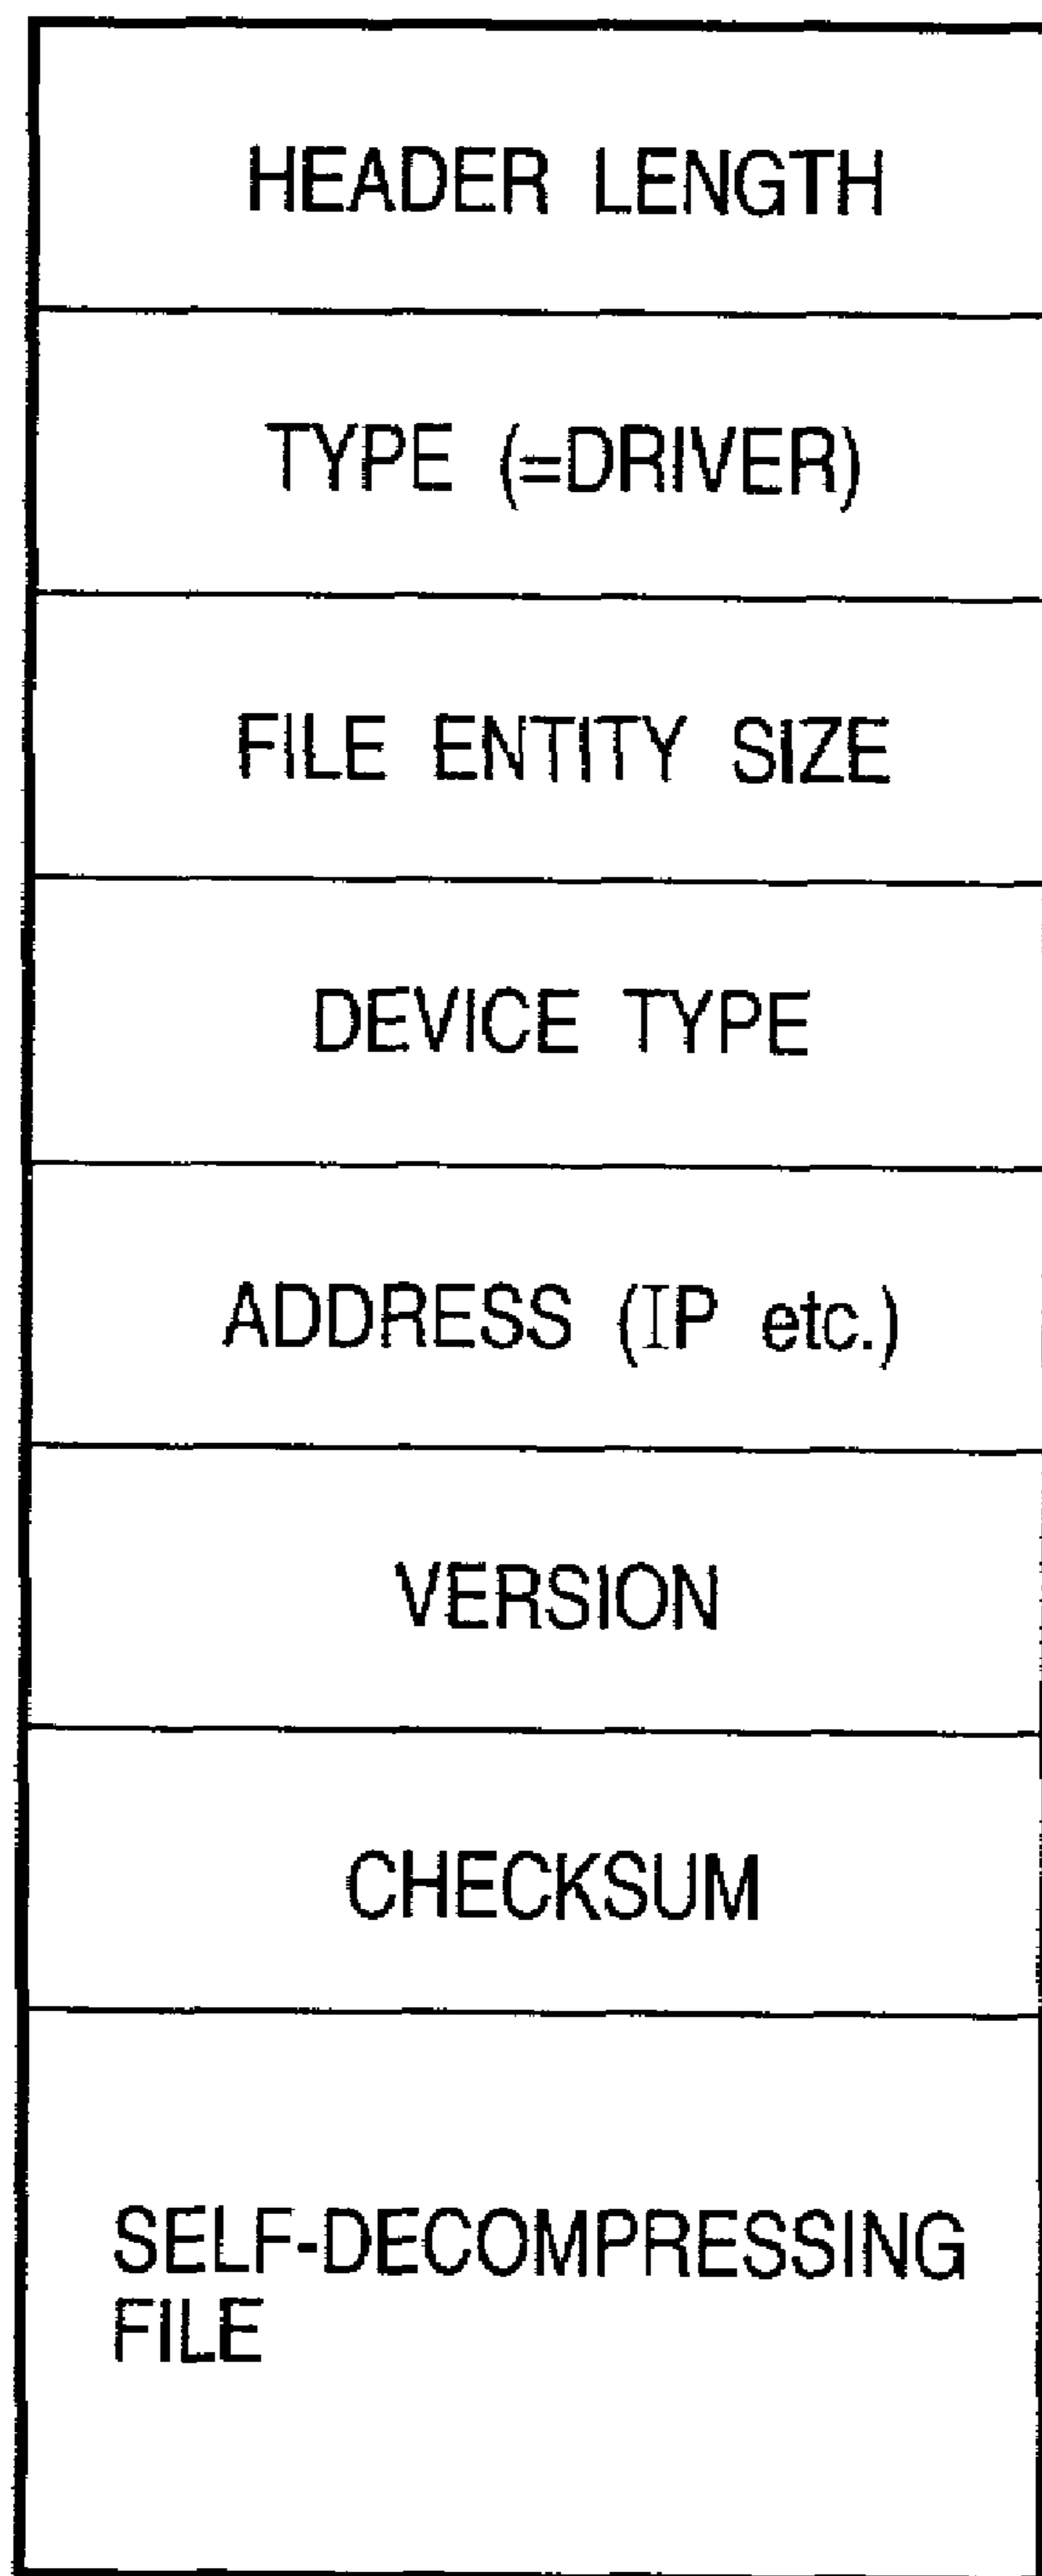 HEADER LENGTH
TYPE (=DRIVER)
FILE ENTITY SIZE
DEVICE TYPE
ADDRESS (IP etc.)
VERSION
CHECKSUM
SELF-DECOMPRESSING
FILE